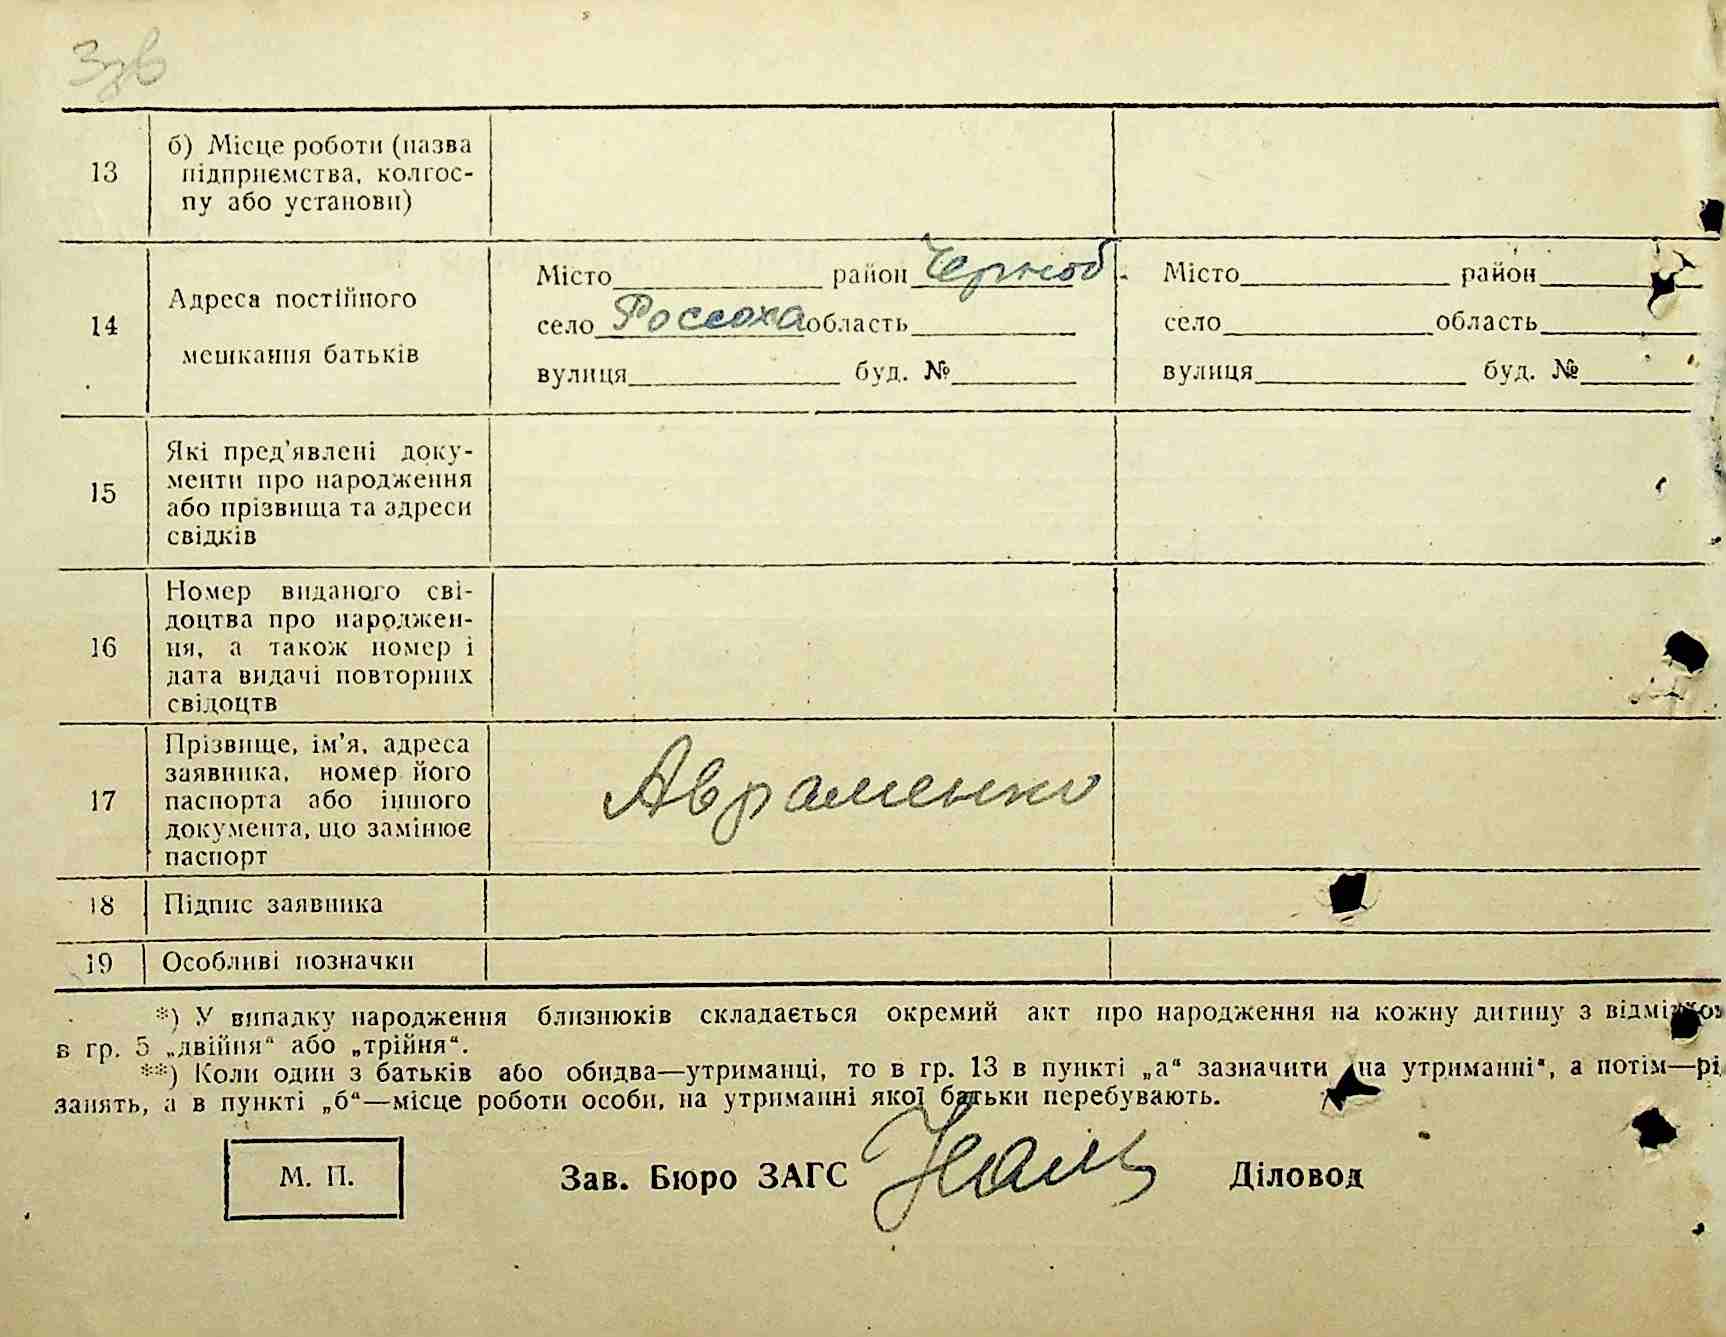 3зв
13
б) Місце роботи (назва
підприємства, колгос-
пу або установи)
14
Адреса постійного
мешкання батьків
Місто район Черноб.
село Россоха область
вулиця буд. №
Місто район
село область
вулиця буд. №
15
Які пред'явлені доку-
менти про народження
або прізвища та адреси
свідків
16
Номер виданого сві-
доцтва про народжен-
ня, а також номер і
дата видачі повторних
свідоцтв
17
Прізвище, ім'я, адреса
заявника, номер його
паспорта або іншого
документа, що замінює
паспорт
Авраменко
18
Підпис заявника
19
Особливі позначки
*) У випадку народження близнюків складається окремий акт про народження на кожну дитину з
в гр. 5 „двійня“ або „трійня“.
**) Коли один з батьків або обидва—утриманці, то в гр. 13 в пункті „а“ зазначити „на утриманні“, а потім—рі
занять, а в пункті „б“—місце роботи особи, на утриманні якої батьки перебувають.
М. П.
Зав. Бюро ЗАГС
Діловод